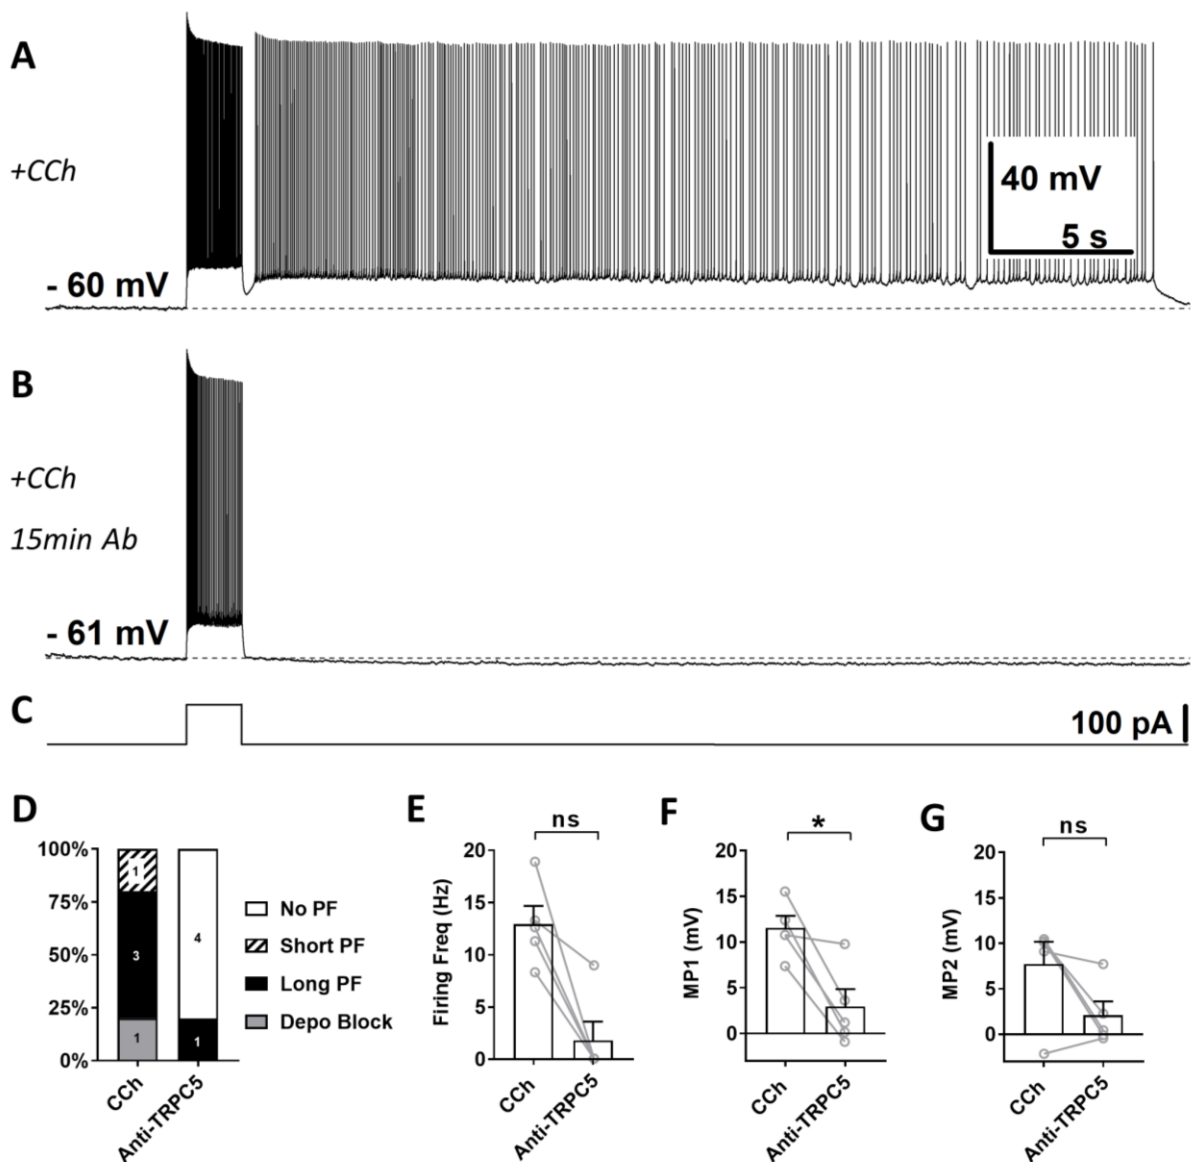 A
+CCh
40 mV
5 s
- 60 mV
B
+CCh
15min Ab
- 61 mV
C
100 pA
D
100%
75%
50%
25%
0%
1
3
1
4
1
CCh
Anti-TRPC5
No PF
Short PF
Long PF
Depo Block
E
ns
Firing Freq (Hz)
20
15
10
5
0
CCh
Anti-TRPC5
F
*
MP1 (mV)
20
15
10
5
0
CCh
Anti-TRPC5
G
ns
MP2 (mV)
20
15
10
5
0
CCh
Anti-TRPC5